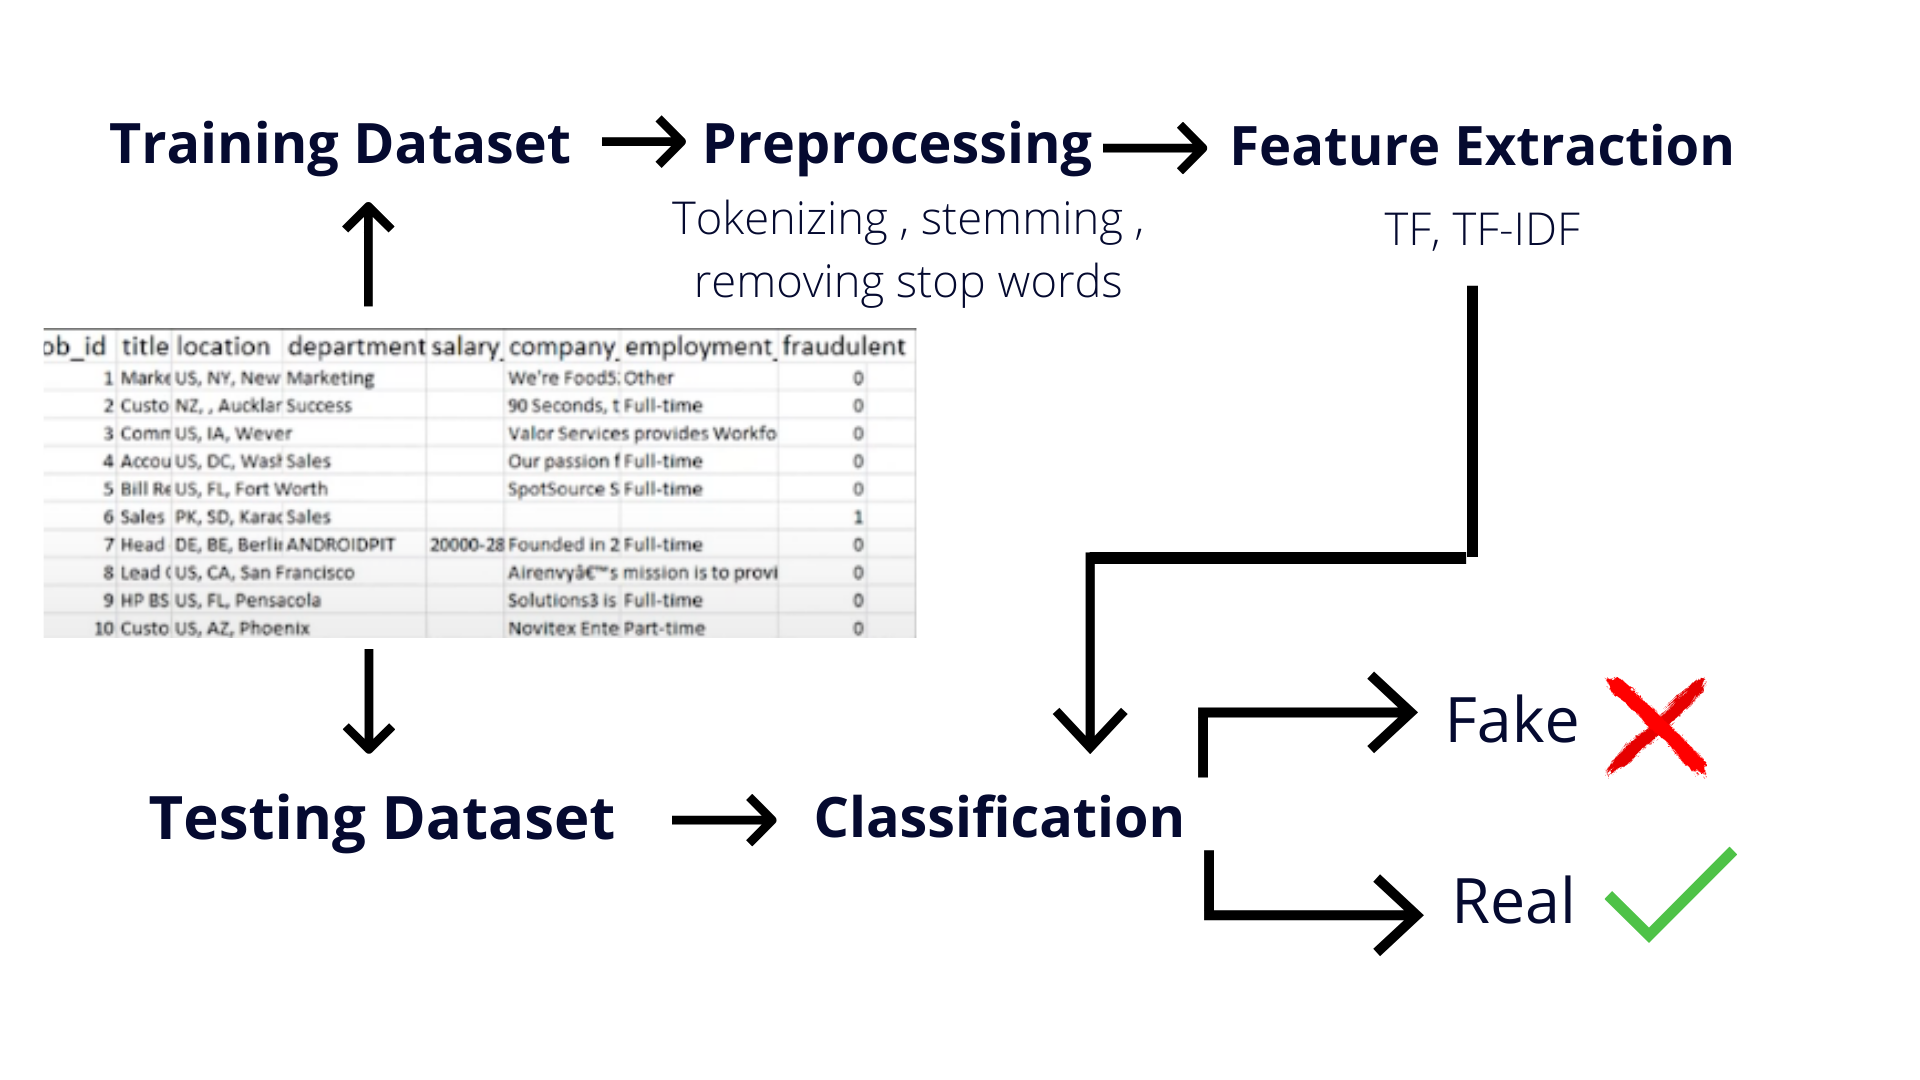 Training Dataset Preprocessing Feature Extraction
Tokenizing , stemming ,
removing stop words
TF, TF-IDF
ob_id title location department salary_ company_ employment_ fraudulent
1 Marke US, NY, New Marketing We're Food5 Other 0
2 Custo NZ, , Aucklar Success 90 Seconds, t Full-time 0
3 Comm US, IA, Wever Valor Services provides Workfo 0
4 Accou US, DC, Wasl Sales Our passion f Full-time 0
5 Bill Re US, FL, Fort Worth SpotSource S Full-time 0
6 Sales PK, SD, Karac Sales 1
7 Head DE, BE, Berlin ANDROIDPIT 20000-28 Founded in 2 Full-time 0
8 Lead US, CA, San Francisco Airenvyâ€™s mission is to provi 0
9 HP BS US, FL, Pensacola Solutions3 is Full-time 0
10 Custo US, AZ, Phoenix Novitex Ente Part-time 0
Testing Dataset Classification
Fake
Real